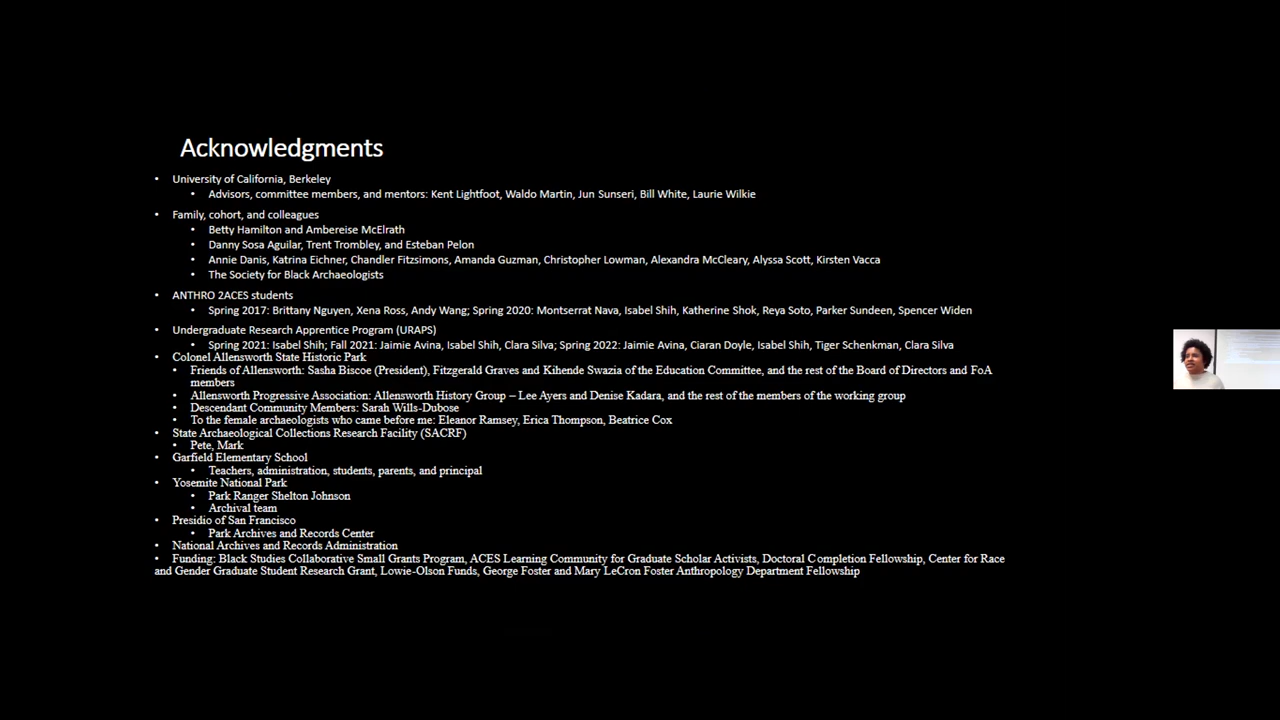 Acknowledgments
• University of California, Berkeley
• Advisors, committee members, and mentors: Kent Lightfoot, Waldo Martin, Jun Sunseri, Bill White, Laurie Wilkie
• Family, cohort, and colleagues
• Betty Hamilton and Ambereise McElrath
• Danny Sosa Aguilar, Trent Trombley, and Esteban Pelon
• Annie Danis, Katrina Eichner, Chandler Fitzsimons, Amanda Guzman, Christopher Lowman, Alexandra McCleary, Alyssa Scott, Kirsten Vacca
• The Society for Black Archaeologists
• ANTHRO 2ACES students
• Spring 2017: Brittany Nguyen, Xena Ross, Andy Wang; Spring 2020: Montserrat Nava, Isabel Shih, Katherine Shok, Reya Soto, Parker Sundeen, Spencer Widen
• Undergraduate Research Apprentice Program (URAPS)
• Spring 2021: Isabel Shih; Fall 2021: Jaimie Avina, Isabel Shih, Clara Silva; Spring 2022: Jaimie Avina, Ciaran Doyle, Isabel Shih, Tiger Schenkman, Clara Silva
• Colonel Allensworth State Historic Park
• Friends of Allensworth: Sasha Biscoe (President), Fitzgerald Graves and Kihende Swazia of the Education Committee, and the rest of the Board of Directors and FoA
members
• Allensworth Progressive Association: Allensworth History Group – Lee Ayers and Denise Kadara, and the rest of the members of the working group
• Descendant Community Members: Sarah Wills-Dubose
• To the female archaeologists who came before me: Eleanor Ramsey, Erica Thompson, Beatrice Cox
• State Archaeological Collections Research Facility (SACRF)
• Pete, Mark
• Garfield Elementary School
• Teachers, administration, students, parents, and principal
• Yosemite National Park
• Park Ranger Shelton Johnson
• Archival team
• Presidio of San Francisco
• Park Archives and Records Center
• National Archives and Records Administration
• Funding: Black Studies Collaborative Small Grants Program, ACES Learning Community for Graduate Scholar Activists, Doctoral Completion Fellowship, Center for Race
and Gender Graduate Student Research Grant, Lowie-Olson Funds, George Foster and Mary LeCron Foster Anthropology Department Fellowship